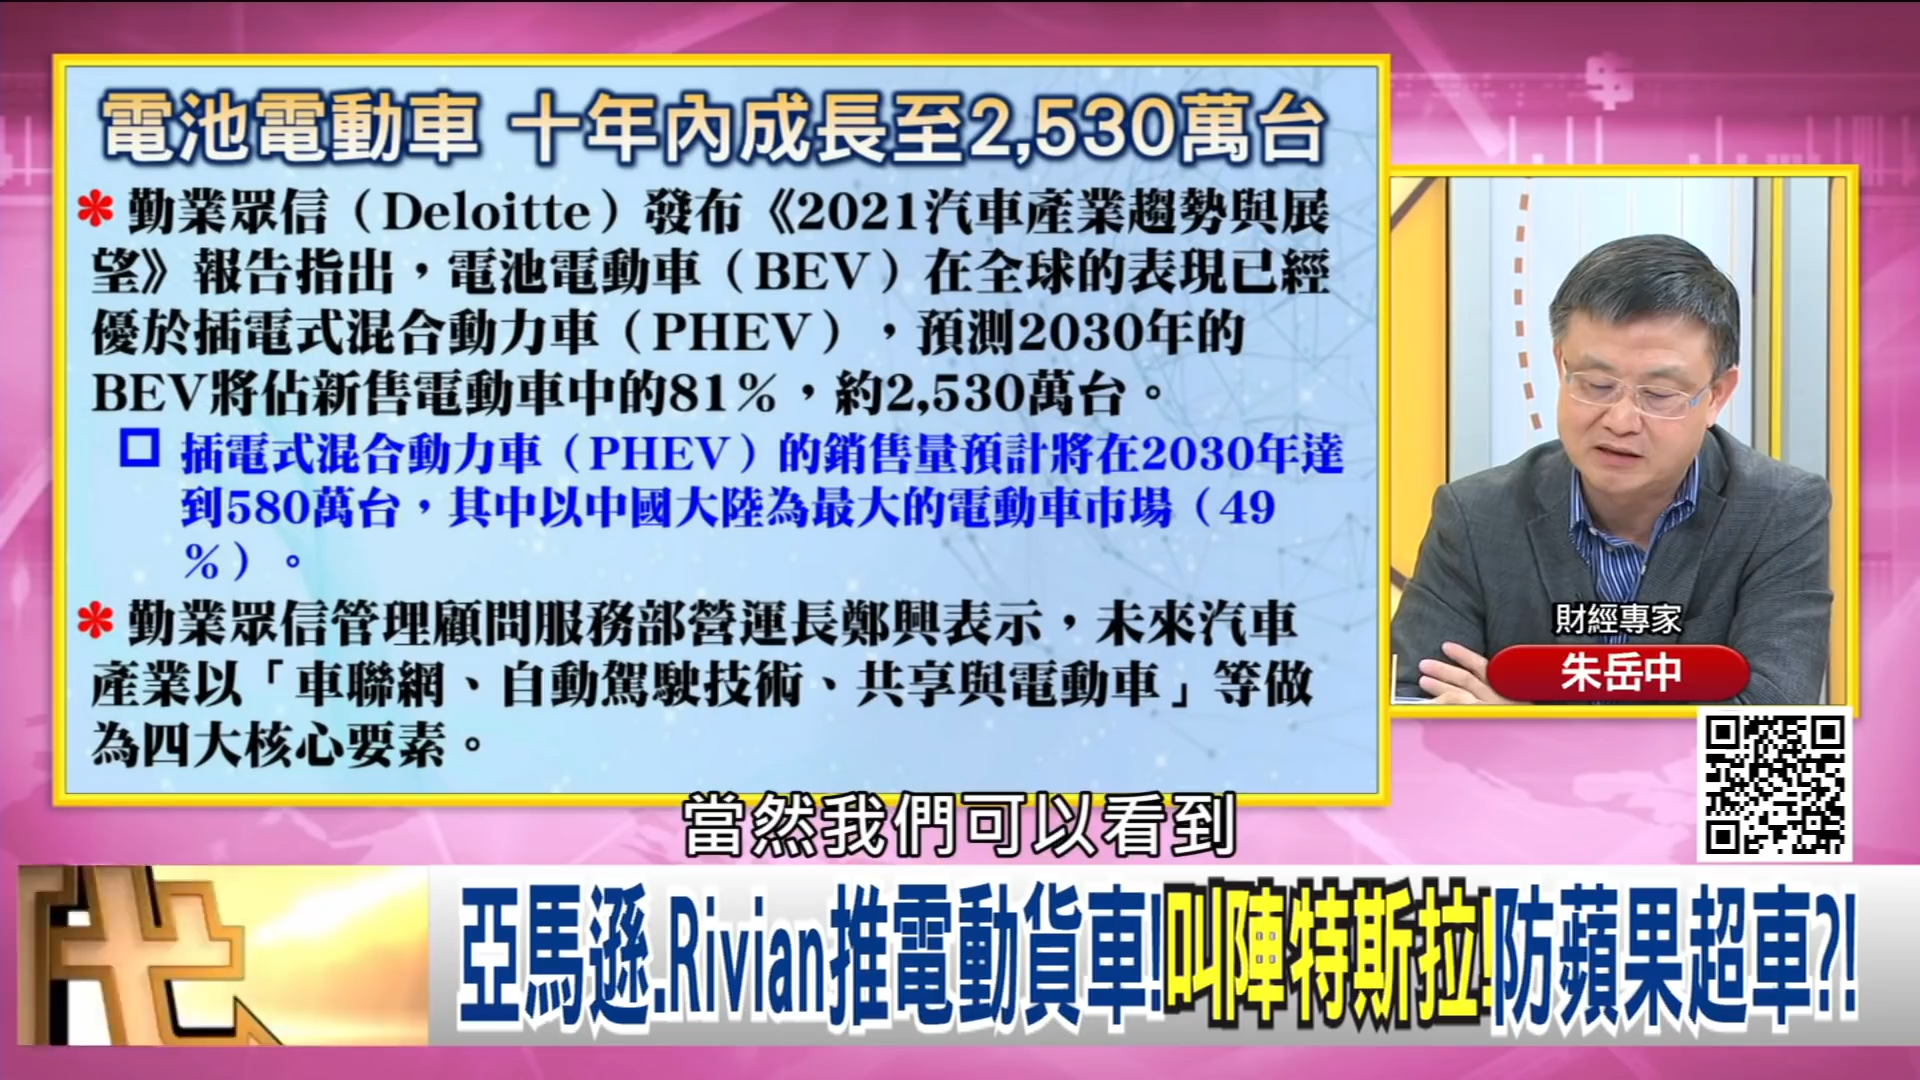 電池電動車 十年內成長至2,530萬台
* 勤業眾信（Deloitte）發布《2021汽車產業趨勢與展
望》報告指出，電池電動車（BEV）在全球的表現已經
優於插電式混合動力車（PHEV），預測2030年的
BEV將佔新售電動車中的81%，約2,530萬台。
插電式混合動力車（PHEV）的銷售量預計將在2030年達
到580萬台，其中以中國大陸為最大的電動車市場（49
%）。
* 勤業眾信管理顧問服務部營運長鄭興表示，未來汽車
產業以「車聯網、自動駕駛技術、共享與電動車」等做
為四大核心要素。
財經專家
朱岳中
當然我們可以看到
亞馬遜.Rivian推電動貨車!叫陣特斯拉!防蘋果超車?!